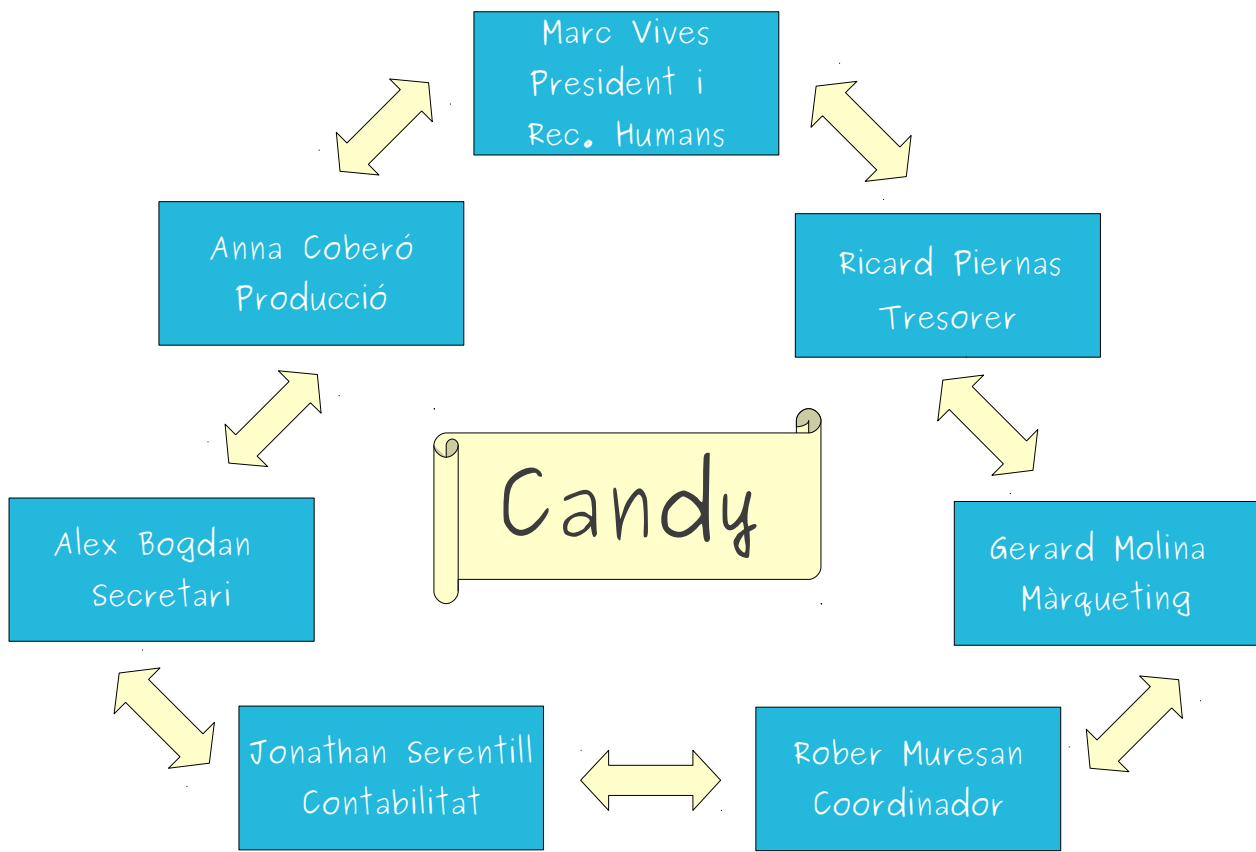 Marc Vives
President i
Rec. Humans
Anna Coberó
Producció
Ricard Piernas
Tresorer
Candy
Alex Bogdan
Secretari
Gerard Molina
Màrqueting
Jonathan Serentill
Contabilitat
Rober Muresan
Coordinador